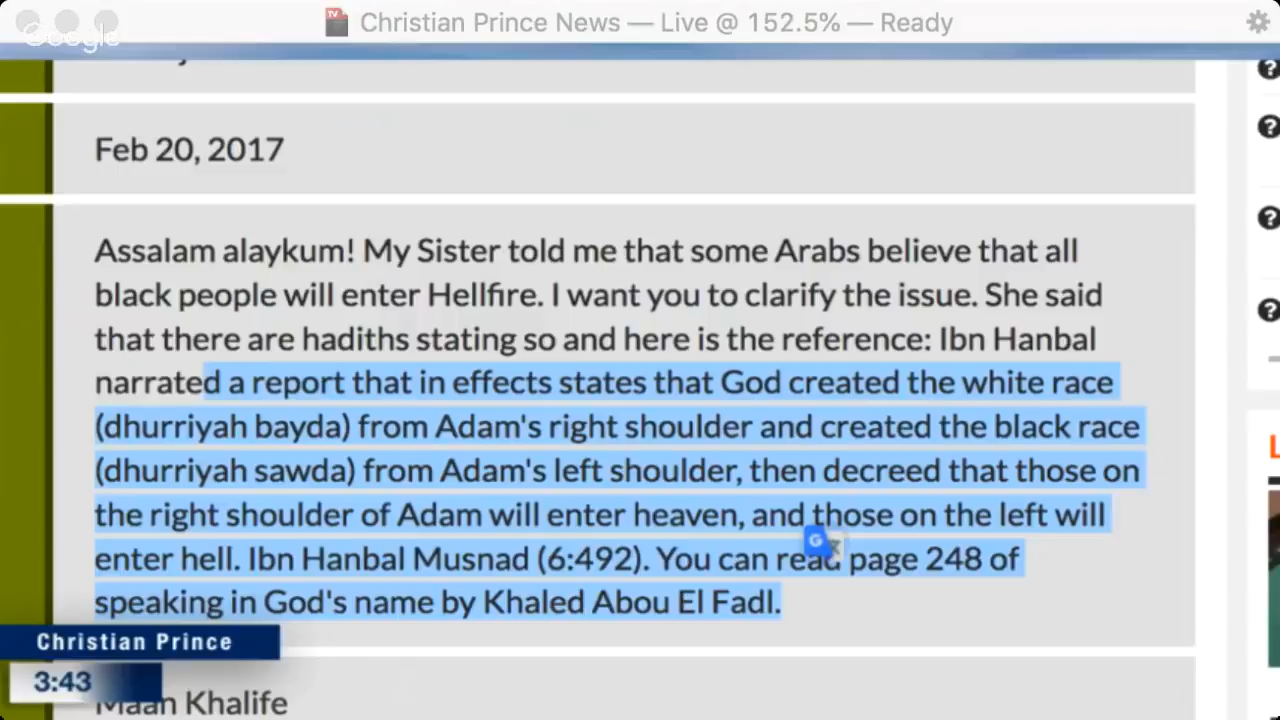 Christian Prince News — Live @ 152.5% — Ready
Google
Feb 20, 2017
Assalam alaykum! My Sister told me that some Arabs believe that all
black people will enter Hellfire. I want you to clarify the issue. She said
that there are hadiths stating so and here is the reference: Ibn Hanbal
narrated a report that in effects states that God created the white race
(dhurriyah bayda) from Adam's right shoulder and created the black race
(dhurriyah sawda) from Adam's left shoulder, then decreed that those on
the right shoulder of Adam will enter heaven, and those on the left will
enter hell. Ibn Hanbal Musnad (6:492). You can read page 248 of
speaking in God's name by Khaled Abou El Fadl.
Christian Prince
3:43
Maan Khalife